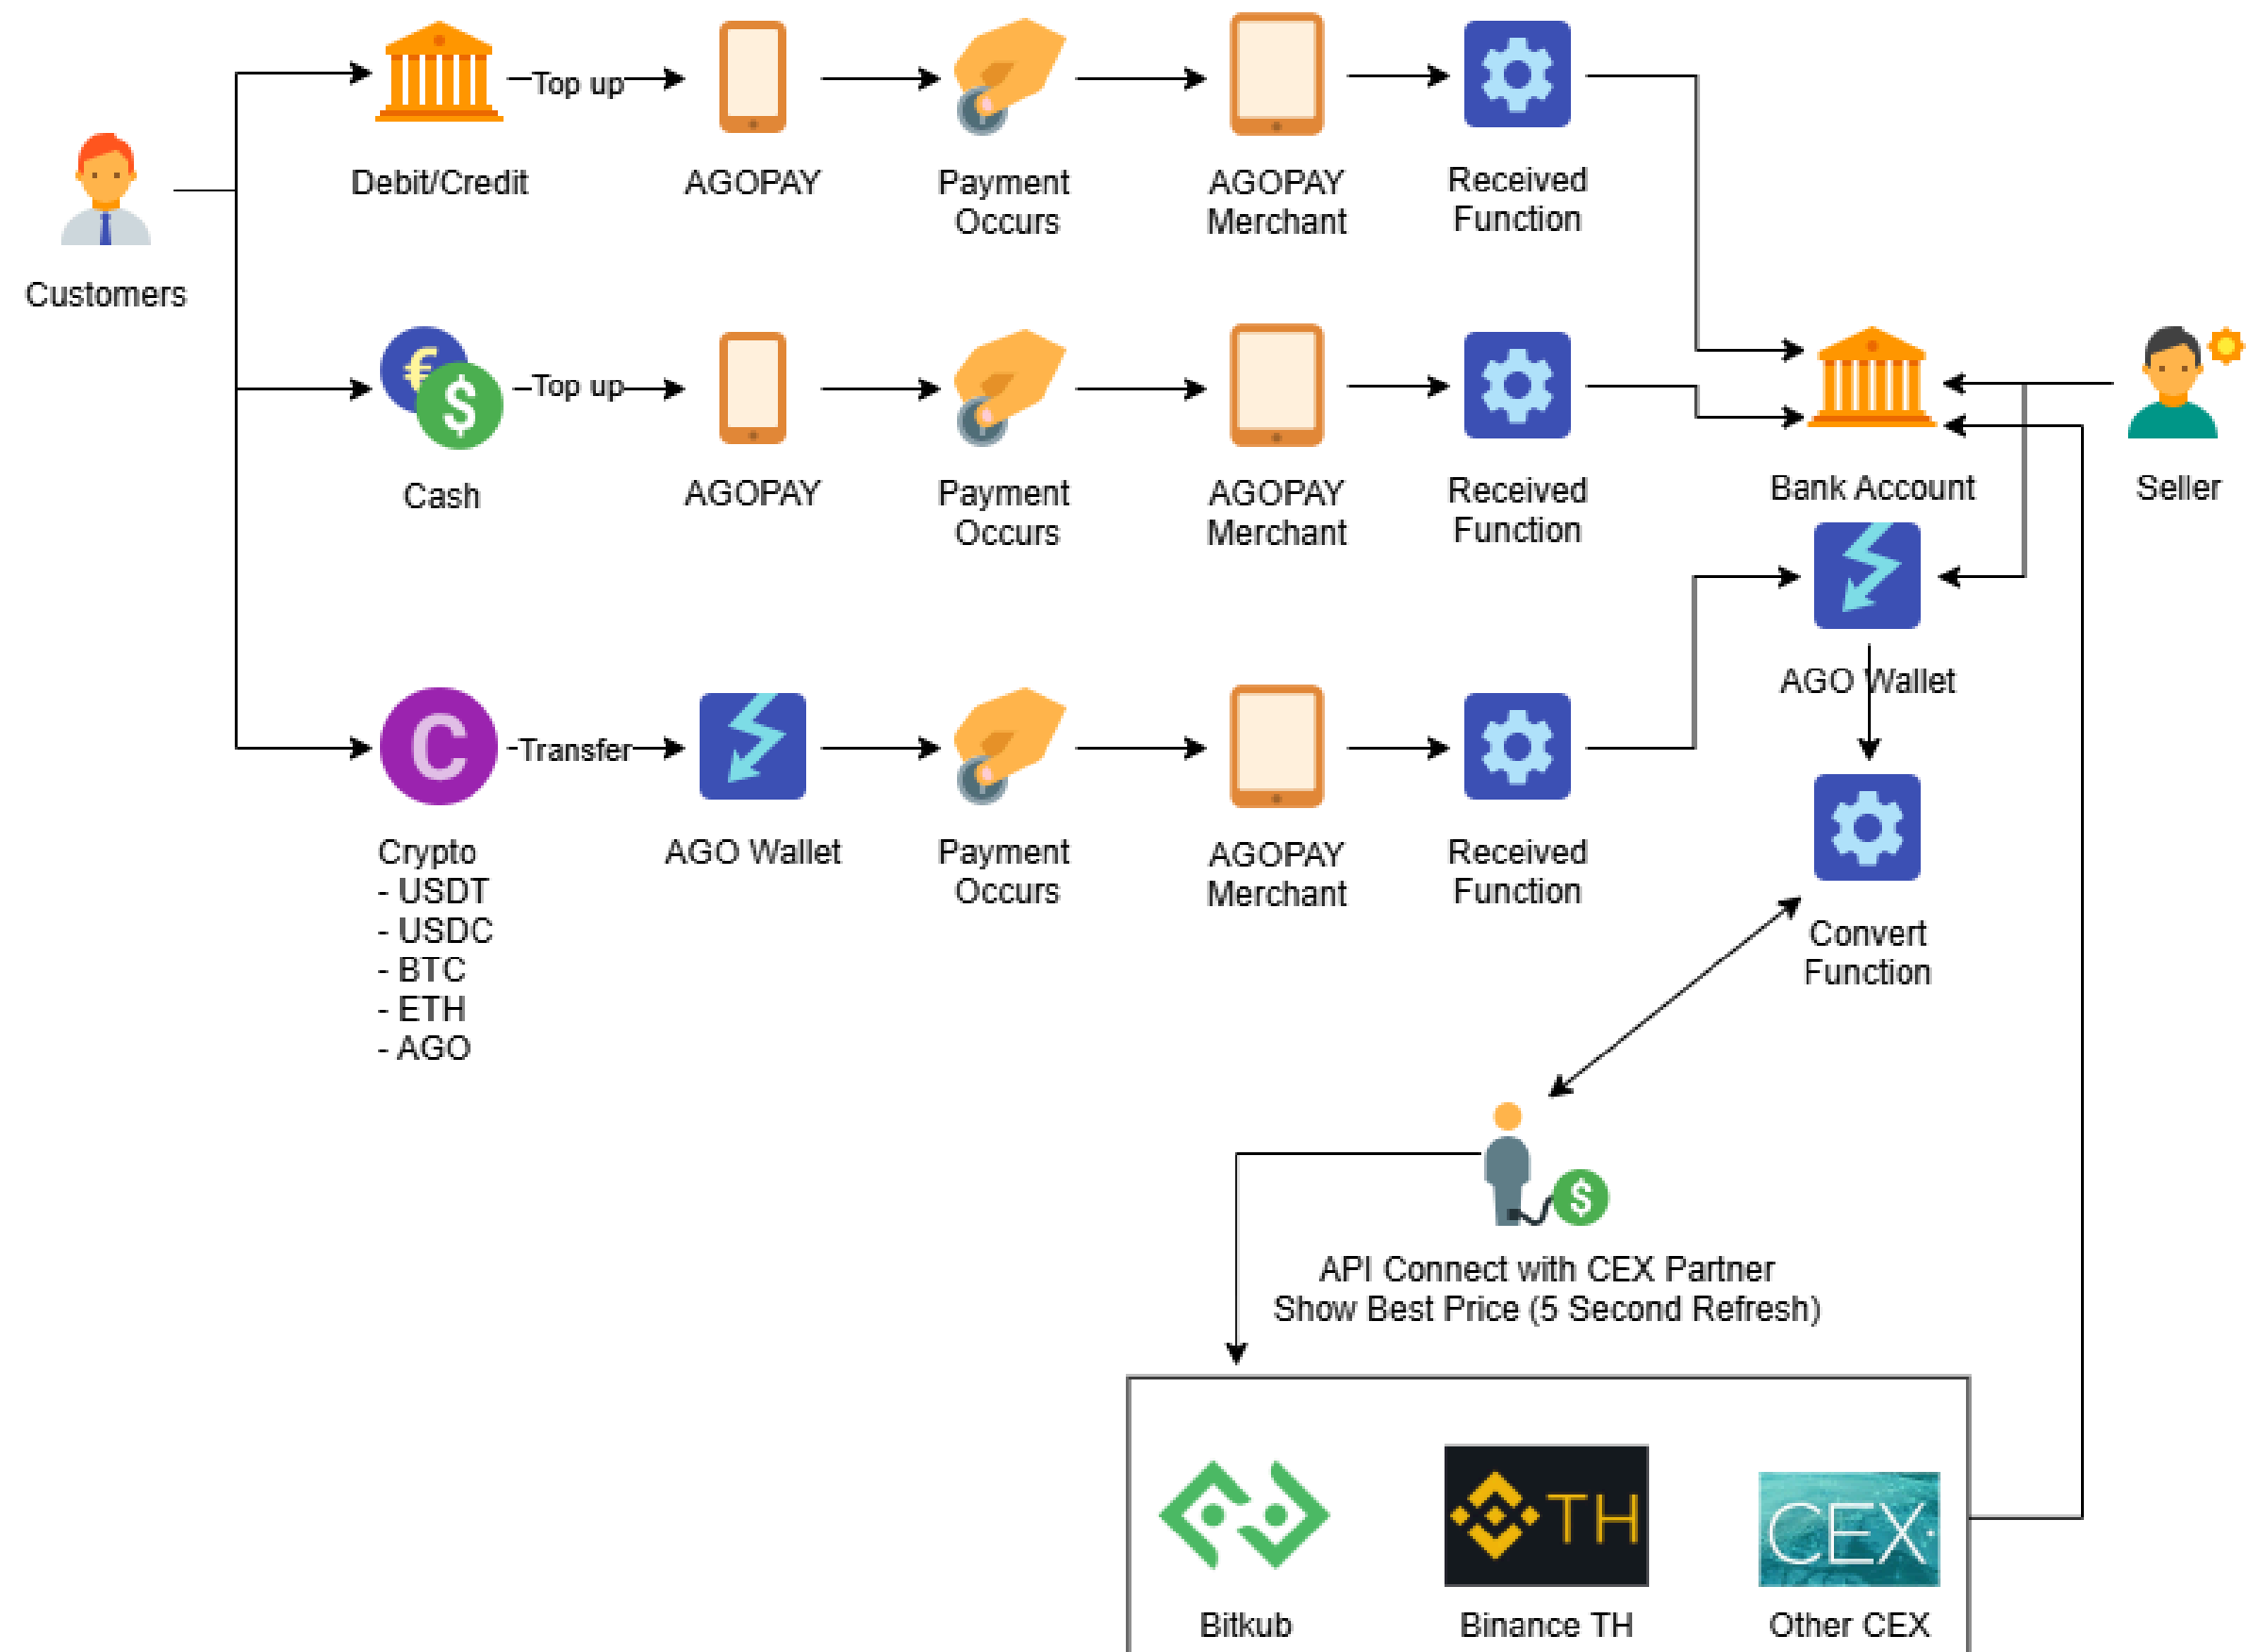 Top up
Debit/Credit
AGOPAY
Payment
Occurs
AGOPAY
Merchant
Received
Function
Customers
€
$
Top up
Cash
AGOPAY
Payment
Occurs
AGOPAY
Merchant
Received
Function
Bank Account
Seller
AGO Wallet
C
Transfer
Crypto
- USDT
- USDC
- BTC
- ETH
- AGO
AGO Wallet
Payment
Occurs
AGOPAY
Merchant
Received
Function
Convert
Function
$
API Connect with CEX Partner
Show Best Price (5 Second Refresh)
TH
CEX
Bitkub
Binance TH
Other CEX